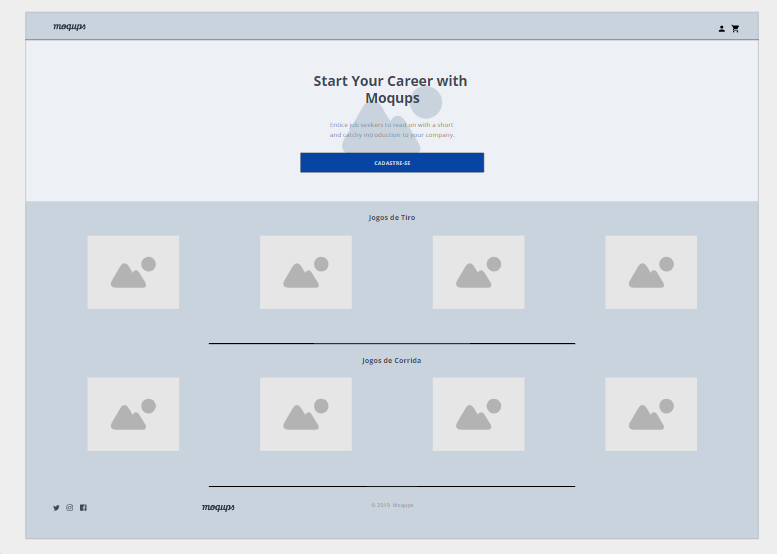 moqups
Start Your Career with
Moqups
Entice job seekers to read on with a short
and catchy introduction to your company.
CADASTRE-SE
Jogos de Tiro
Jogos de Corrida
moqups
© 2019 Moqups